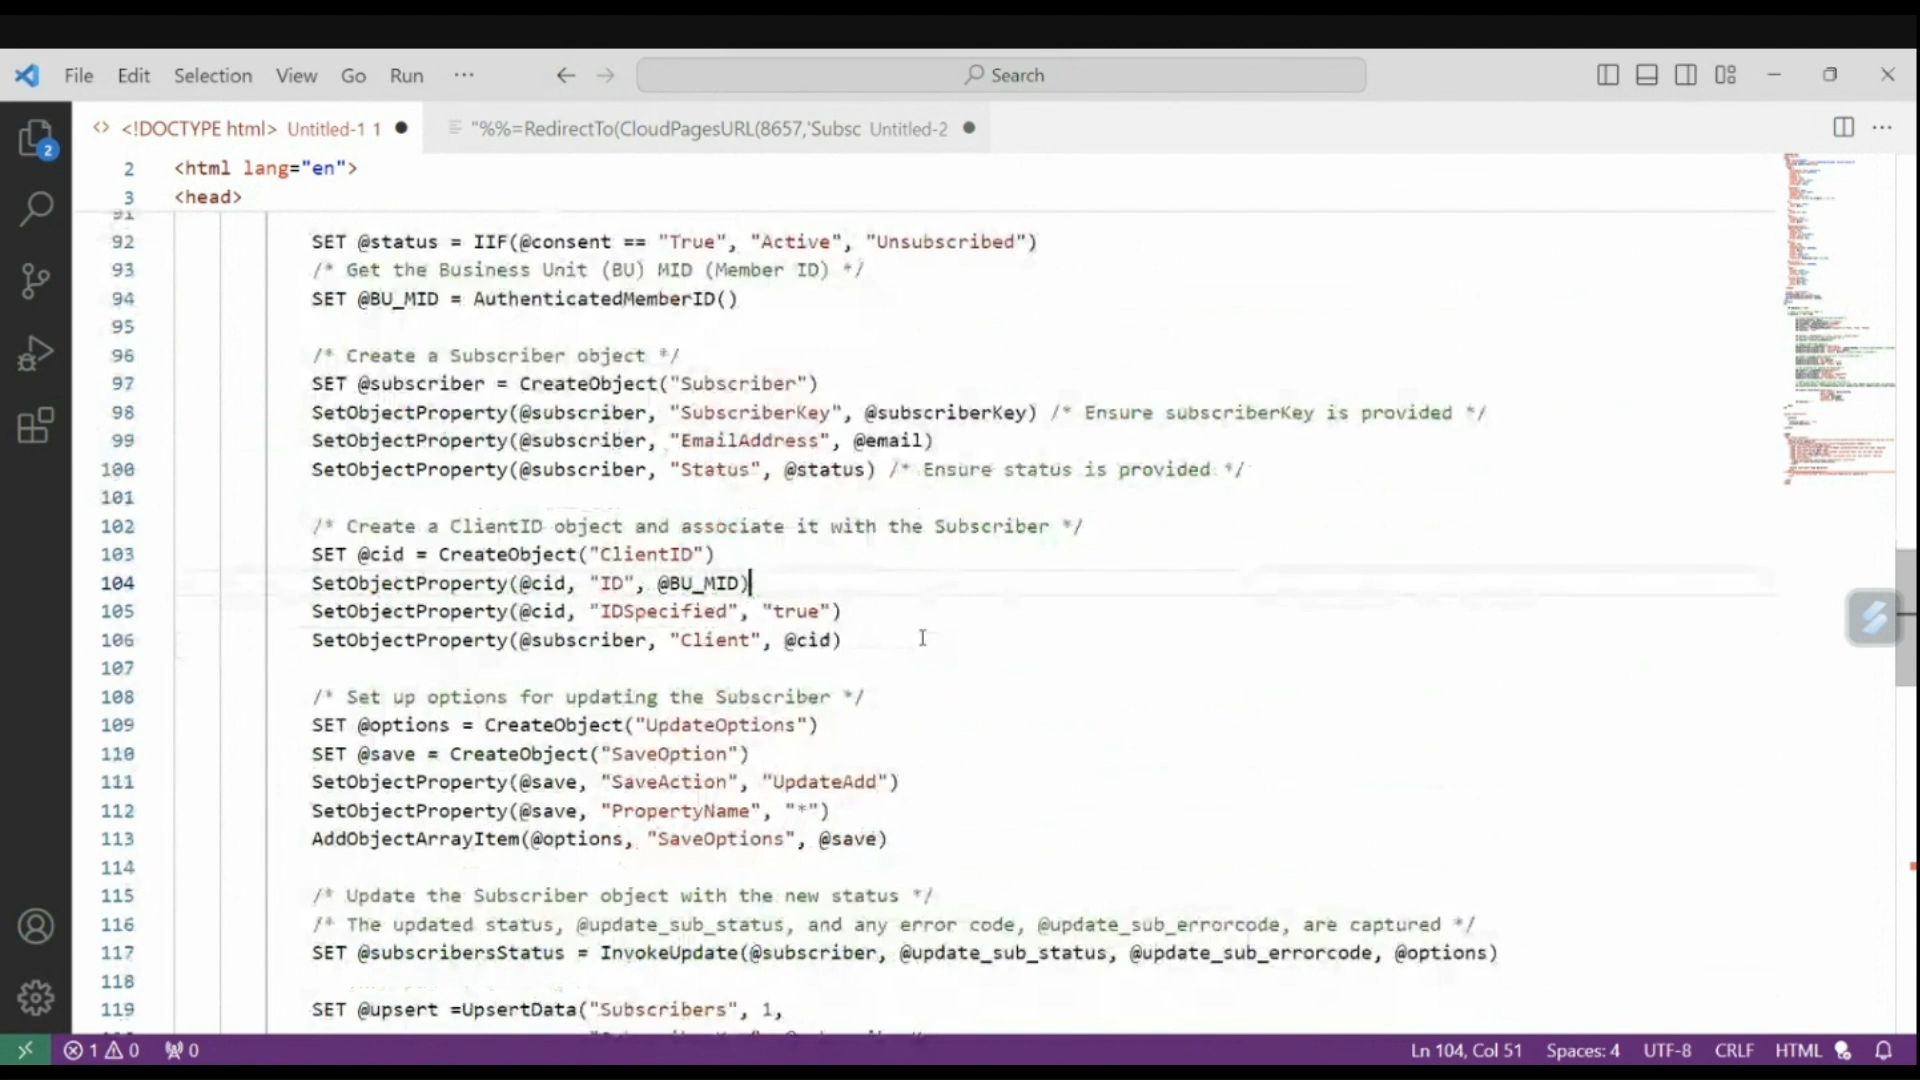 File Edit Selection View Go Run ··· Search
<!DOCTYPE html> Untitled-1 1 "%%=RedirectTo(CloudPagesURL(8657,'Subsc Untitled-2
2 <html lang="en">
3 <head>
91
92 SET @status = IIF(@consent == "True", "Active", "Unsubscribed")
93 /* Get the Business Unit (BU) MID (Member ID) */
94 SET @BU_MID = AuthenticatedMemberID()
95
96 /* Create a Subscriber object */
97 SET @subscriber = CreateObject("Subscriber")
98 SetObjectProperty(@subscriber, "SubscriberKey", @subscriberKey) /* Ensure subscriberKey is provided */
99 SetObjectProperty(@subscriber, "EmailAddress", @email)
100 SetObjectProperty(@subscriber, "Status", @status) /* Ensure status is provided */
101
102 /* Create a ClientID object and associate it with the Subscriber */
103 SET @cid = CreateObject("ClientID")
104 SetObjectProperty(@cid, "ID", @BU_MID)
105 SetObjectProperty(@cid, "IDSpecified", "true")
106 SetObjectProperty(@subscriber, "Client", @cid)
107
108 /* Set up options for updating the Subscriber */
109 SET @options = CreateObject("UpdateOptions")
110 SET @save = CreateObject("SaveOption")
111 SetObjectProperty(@save, "SaveAction", "UpdateAdd")
112 SetObjectProperty(@save, "PropertyName", "*")
113 AddObjectArrayItem(@options, "SaveOptions", @save)
114
115 /* Update the Subscriber object with the new status */
116 /* The updated status, @update_sub_status, and any error code, @update_sub_errorcode, are captured */
117 SET @subscribersStatus = InvokeUpdate(@subscriber, @update_sub_status, @update_sub_errorcode, @options)
118
119 SET @upsert =UpsertData("Subscribers", 1,
2
1 0 0 Ln 104, Col 51 Spaces: 4 UTF-8 CRLF HTML